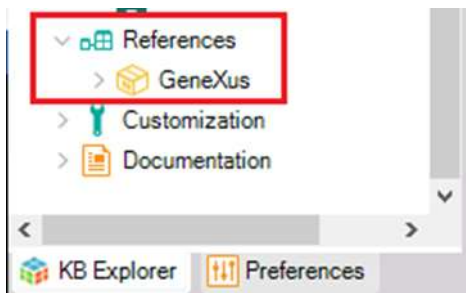 References
GeneXus
Customization
Documentation
KB Explorer Preferences